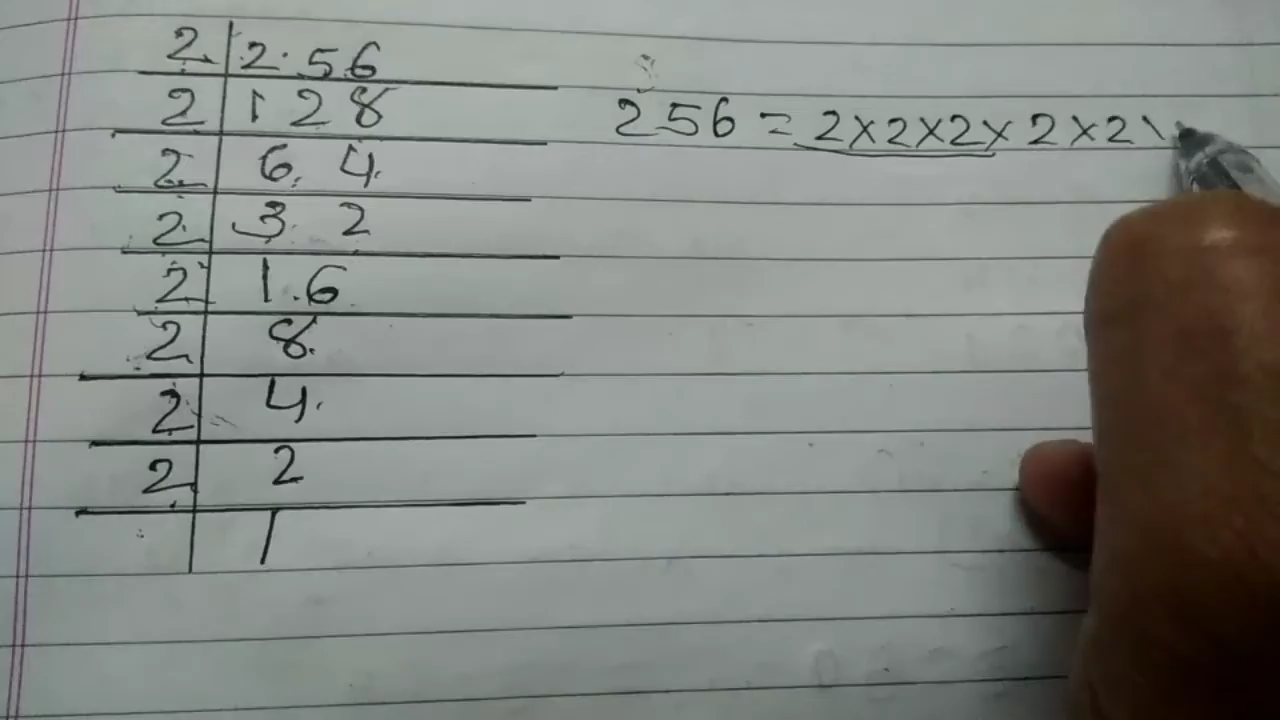 2 | 256
2 | 128
2 | 64
2 | 32
2 | 16
2 | 8
2 | 4
2 | 2
1
256 = 2×2×2×2×2